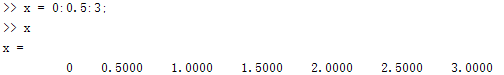 >> x = 0:0.5:3;
>> x
x =
0 0.5000 1.0000 1.5000 2.0000 2.5000 3.0000